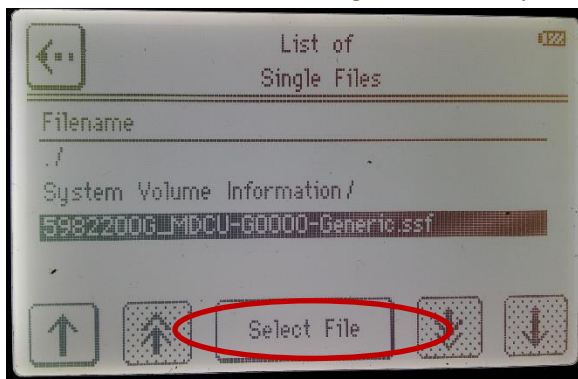 List of
Single Files
Filename
./
System Volume Information/
5982200G_MDCU-G0000-Generic.ssf
Select File